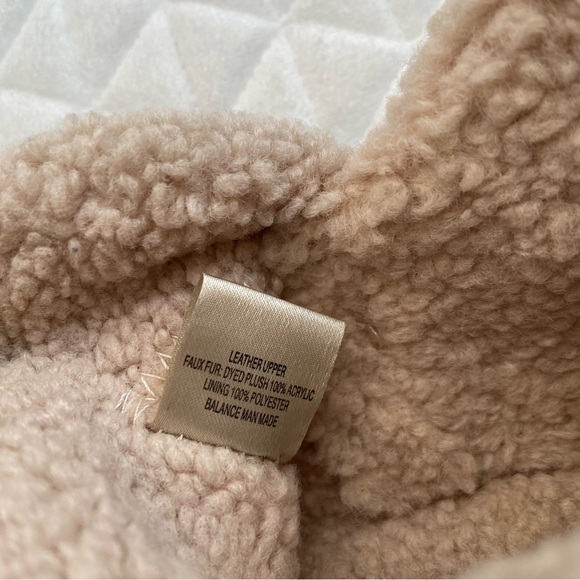 LEATHER UPPER
FAUX FUR: DYED PLUSH 100% ACRYLIC
LINING 100% POLYESTER
BALANCE MAN MADE